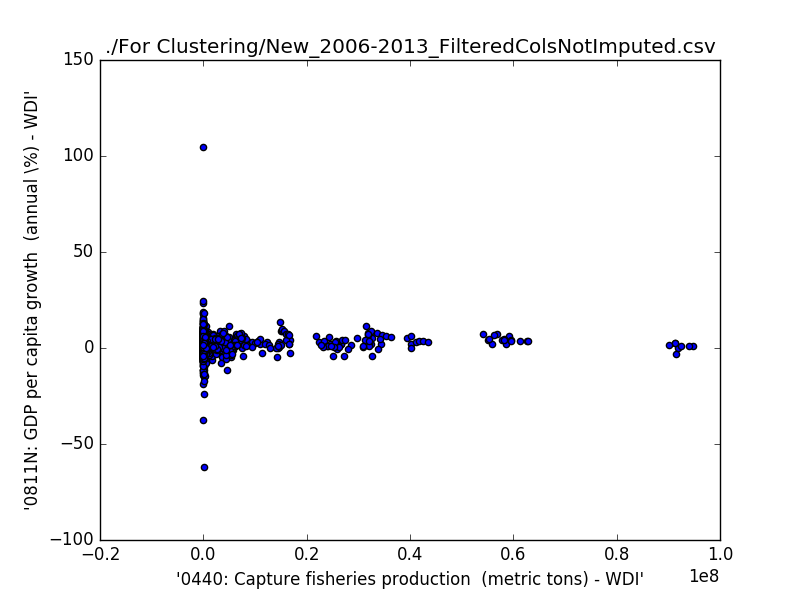 ./For Clustering/New_2006-2013_FilteredColsNotImputed.csv
150
100
50
0
−50
−100
−0.2 0.0 0.2 0.4 0.6 0.8 1.0
1e8
'0440: Capture fisheries production  (metric tons) - WDI'
'0811N: GDP per capita growth  (annual \%) - WDI'